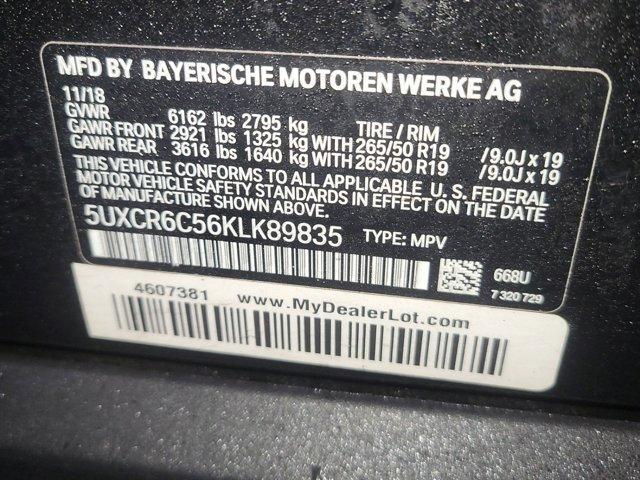 MFD BY BAYERISCHE MOTOREN WERKE AG
11/18
GVWR 6162 lbs 2795 kg TIRE / RIM
GAWR FRONT 2921 lbs 1325 kg WITH 265/50 R19 /9.0J x 19
GAWR REAR 3616 lbs 1640 kg WITH 265/50 R19 /9.0J x 19
THIS VEHICLE CONFORMS TO ALL APPLICABLE U.S. FEDERAL
MOTOR VEHICLE SAFETY STANDARDS IN EFFECT ON THE DATE
OF MANUFACTURE SHOWN ABOVE.
5UXCR6C56KLK89835 TYPE: MPV
668U
7 320 729
4607381 www.MyDealerLot.com